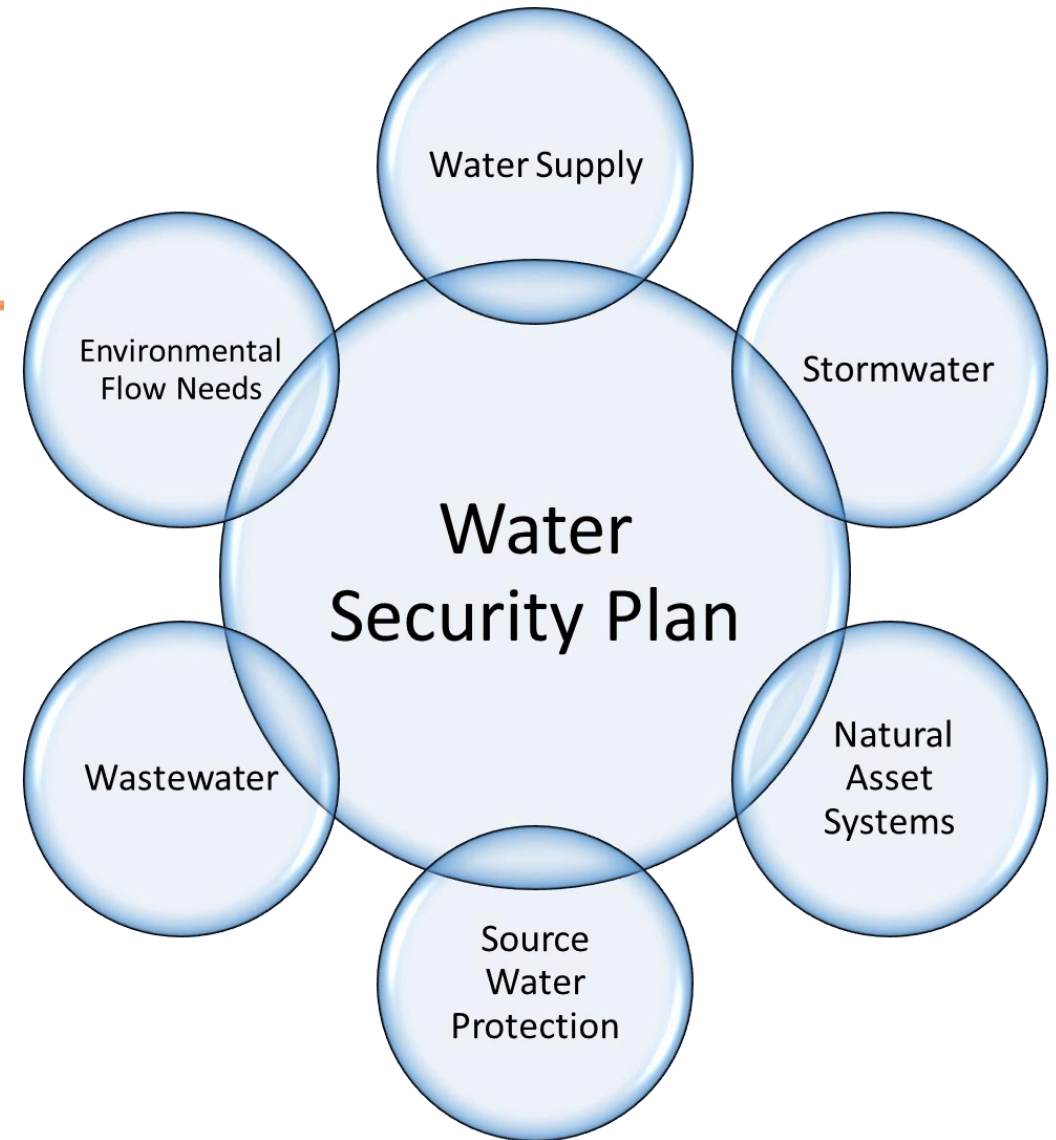 Water Supply
Stormwater
Natural
Asset
Systems
Source
Water
Protection
Wastewater
Environmental
Flow Needs
Water
Security Plan